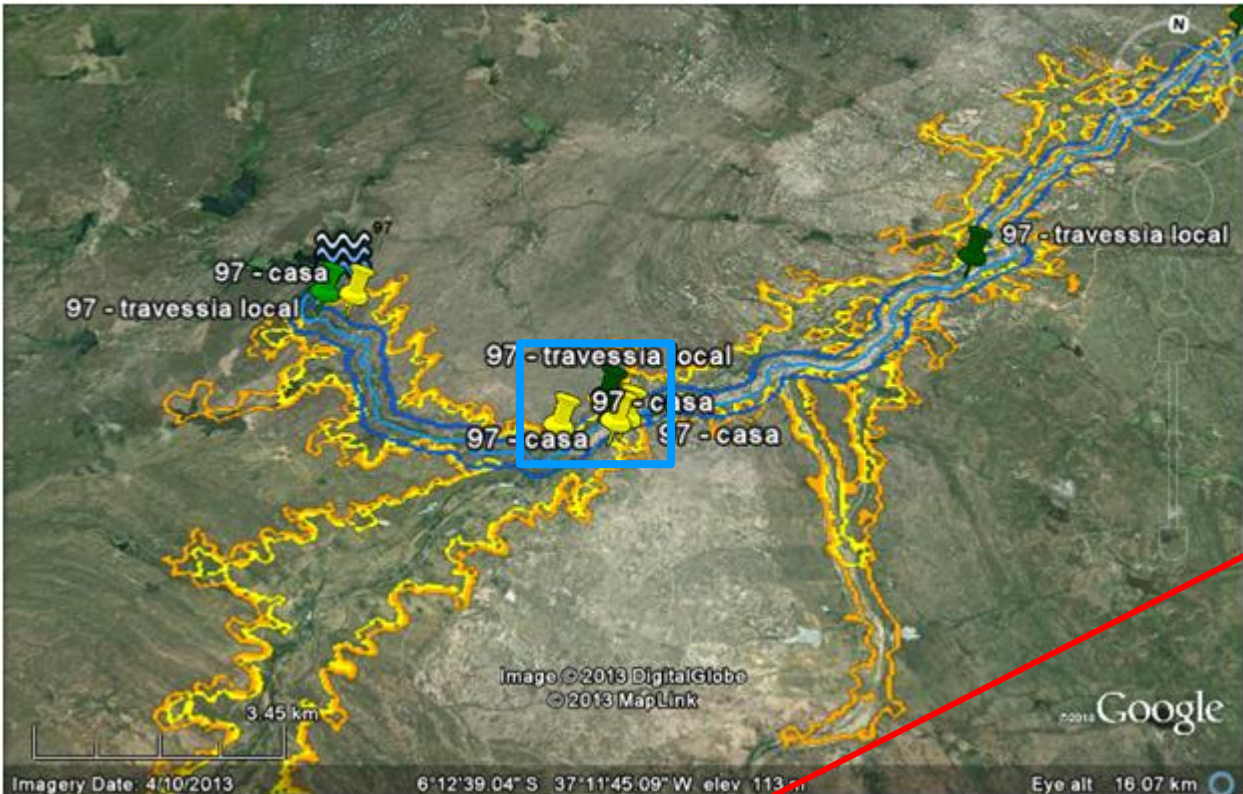 N
97
97 - casa
97 - travessia local
97 - travessia local
97 - travessia local
97 - casa
97 - casa
97 - casa
Image © 2013 DigitalGlobe
© 2013 MapLink
3.45 km
©2010 Google
Imagery Date: 4/10/2013 6°12'39.04" S 37°11'45.09" W elev 113 m Eye alt 16.07 km